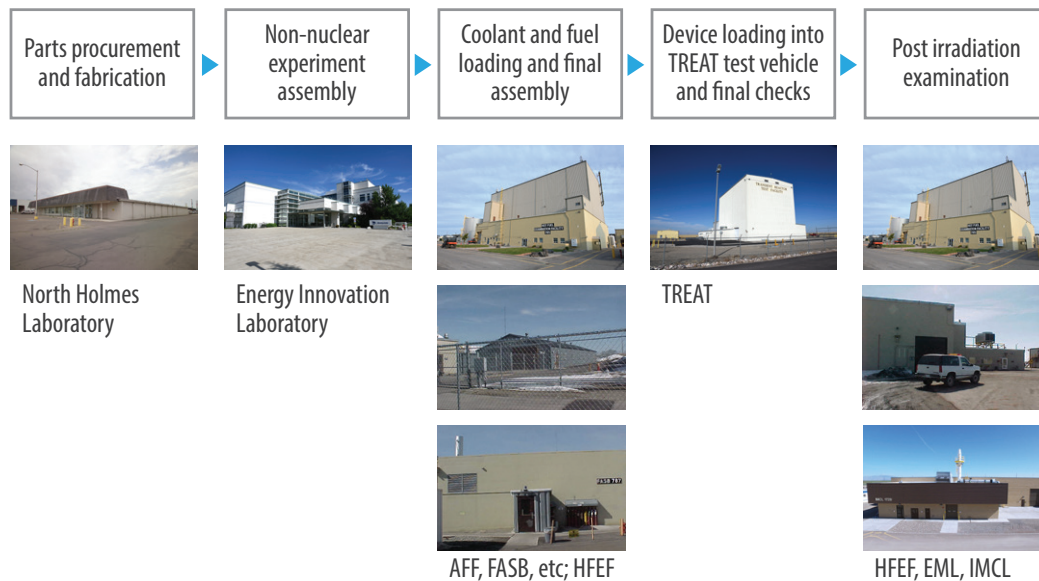 Parts procurement
and fabrication
Non-nuclear
experiment
assembly
Coolant and fuel
loading and final
assembly
Device loading into
TREAT test vehicle
and final checks
Post irradiation
examination
North Holmes
Laboratory
Energy Innovation
Laboratory
TREAT
FASB 787
AFF, FASB, etc; HFEF
HFEF, EML, IMCL